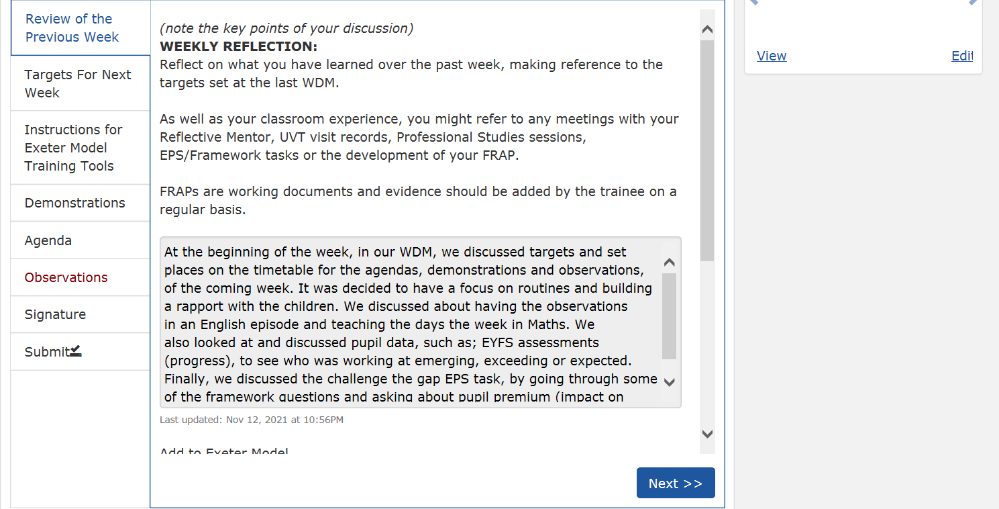 Review of the
Previous Week
Targets For Next
Week
Instructions for
Exeter Model
Training Tools
Demonstrations
Agenda
Observations
Signature
Submit
(note the key points of your discussion)
WEEKLY REFLECTION:
Reflect on what you have learned over the past week, making reference to the
targets set at the last WDM.
As well as your classroom experience, you might refer to any meetings with your
Reflective Mentor, UVT visit records, Professional Studies sessions,
EPS/Framework tasks or the development of your FRAP.
FRAPs are working documents and evidence should be added by the trainee on a
regular basis.
At the beginning of the week, in our WDM, we discussed targets and set
places on the timetable for the agendas, demonstrations and observations,
of the coming week. It was decided to have a focus on routines and building
a rapport with the children. We discussed about having the observations
in an English episode and teaching the days the week in Maths. We
also looked at and discussed pupil data, such as; EYFS assessments
(progress), to see who was working at emerging, exceeding or expected.
Finally, we discussed the challenge the gap EPS task, by going through some
of the framework questions and asking about pupil premium (impact on
Last updated: Nov 12, 2021 at 10:56PM
Add to Exeter Model
Next >>
View
Edit